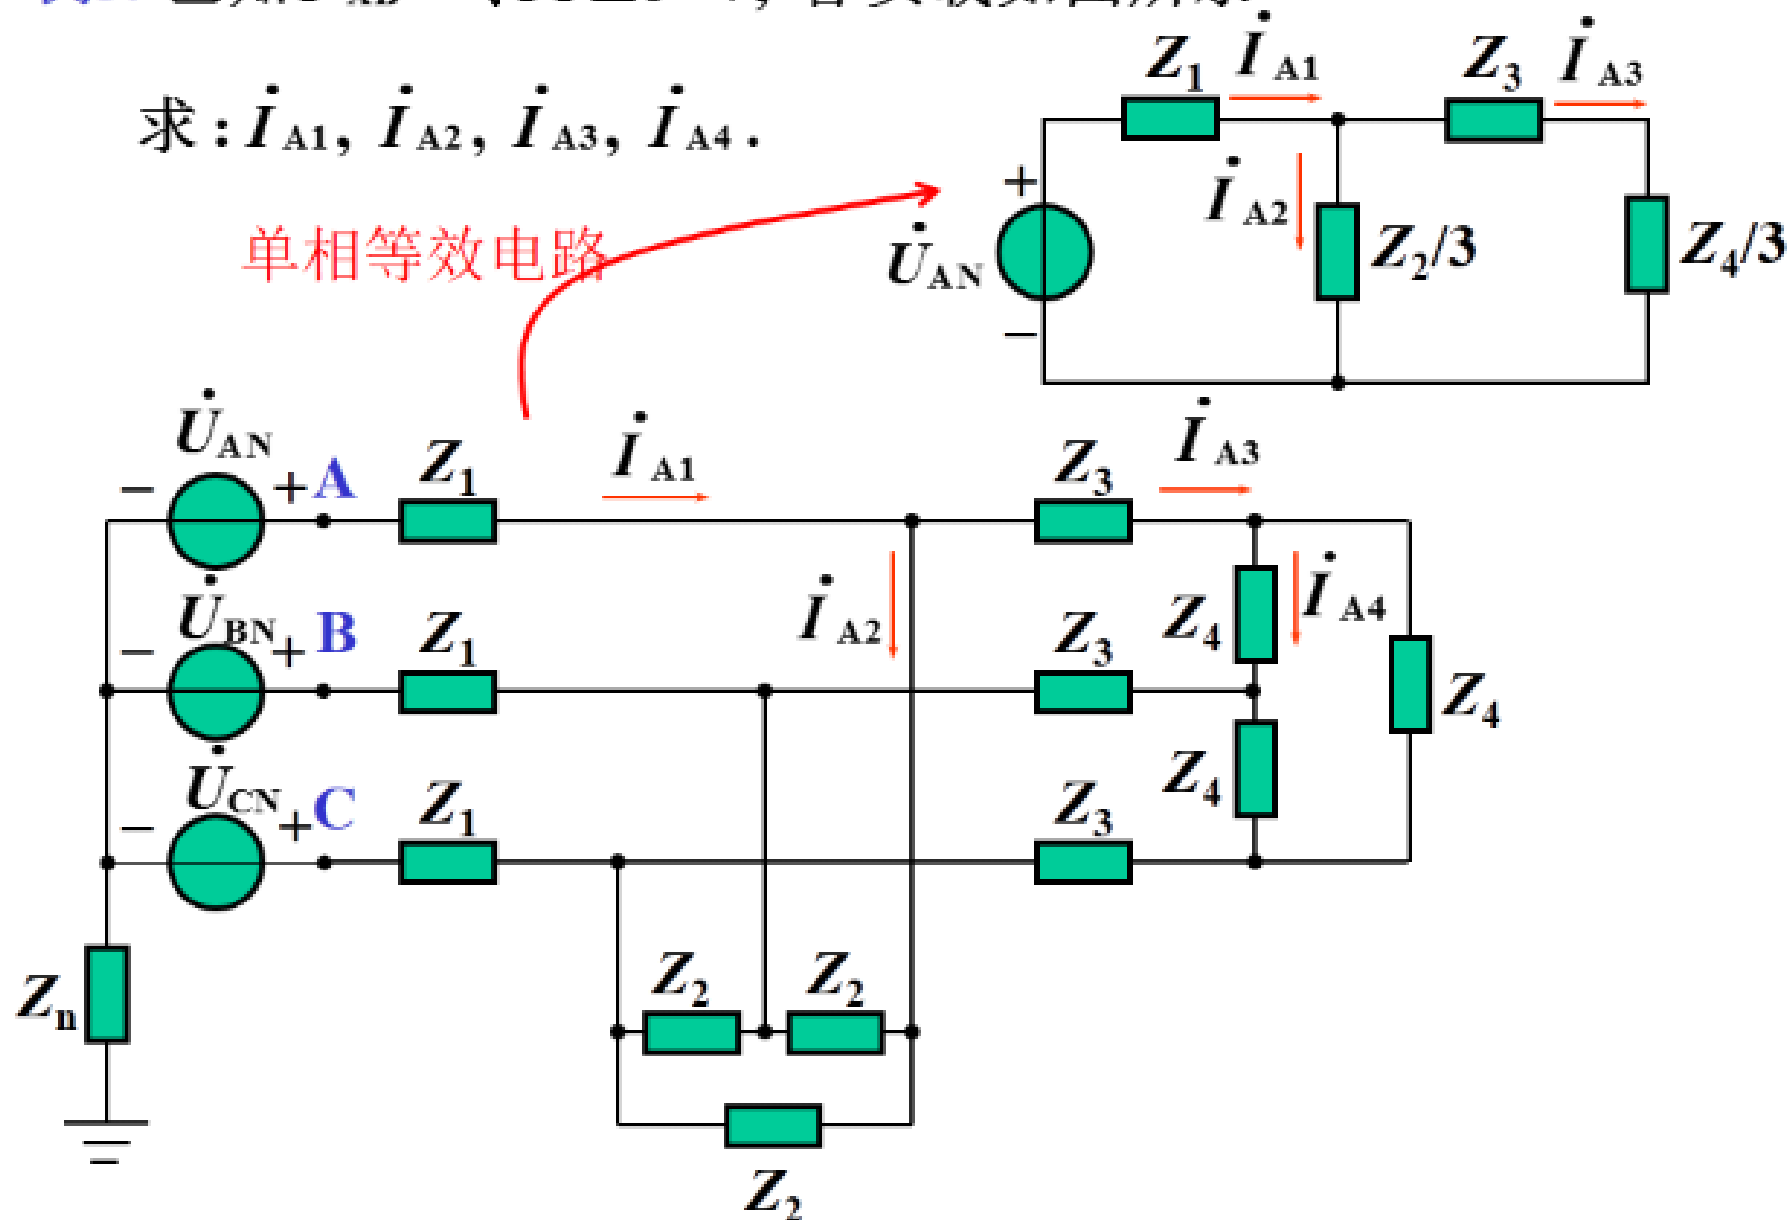 求: İA1, İA2, İA3, İA4.
单相等效电路
Z1 İA1 Z3 İA3
+
İA2
U̇AN Z2/3 Z4/3
−
U̇AN
− + A Z1 İA1 Z3 İA3
U̇BN
− + B Z1 İA2 Z3 Z4 İA4
Z4
U̇CN
− + C Z1 Z3 Z4
Zn
Z2 Z2
Z2